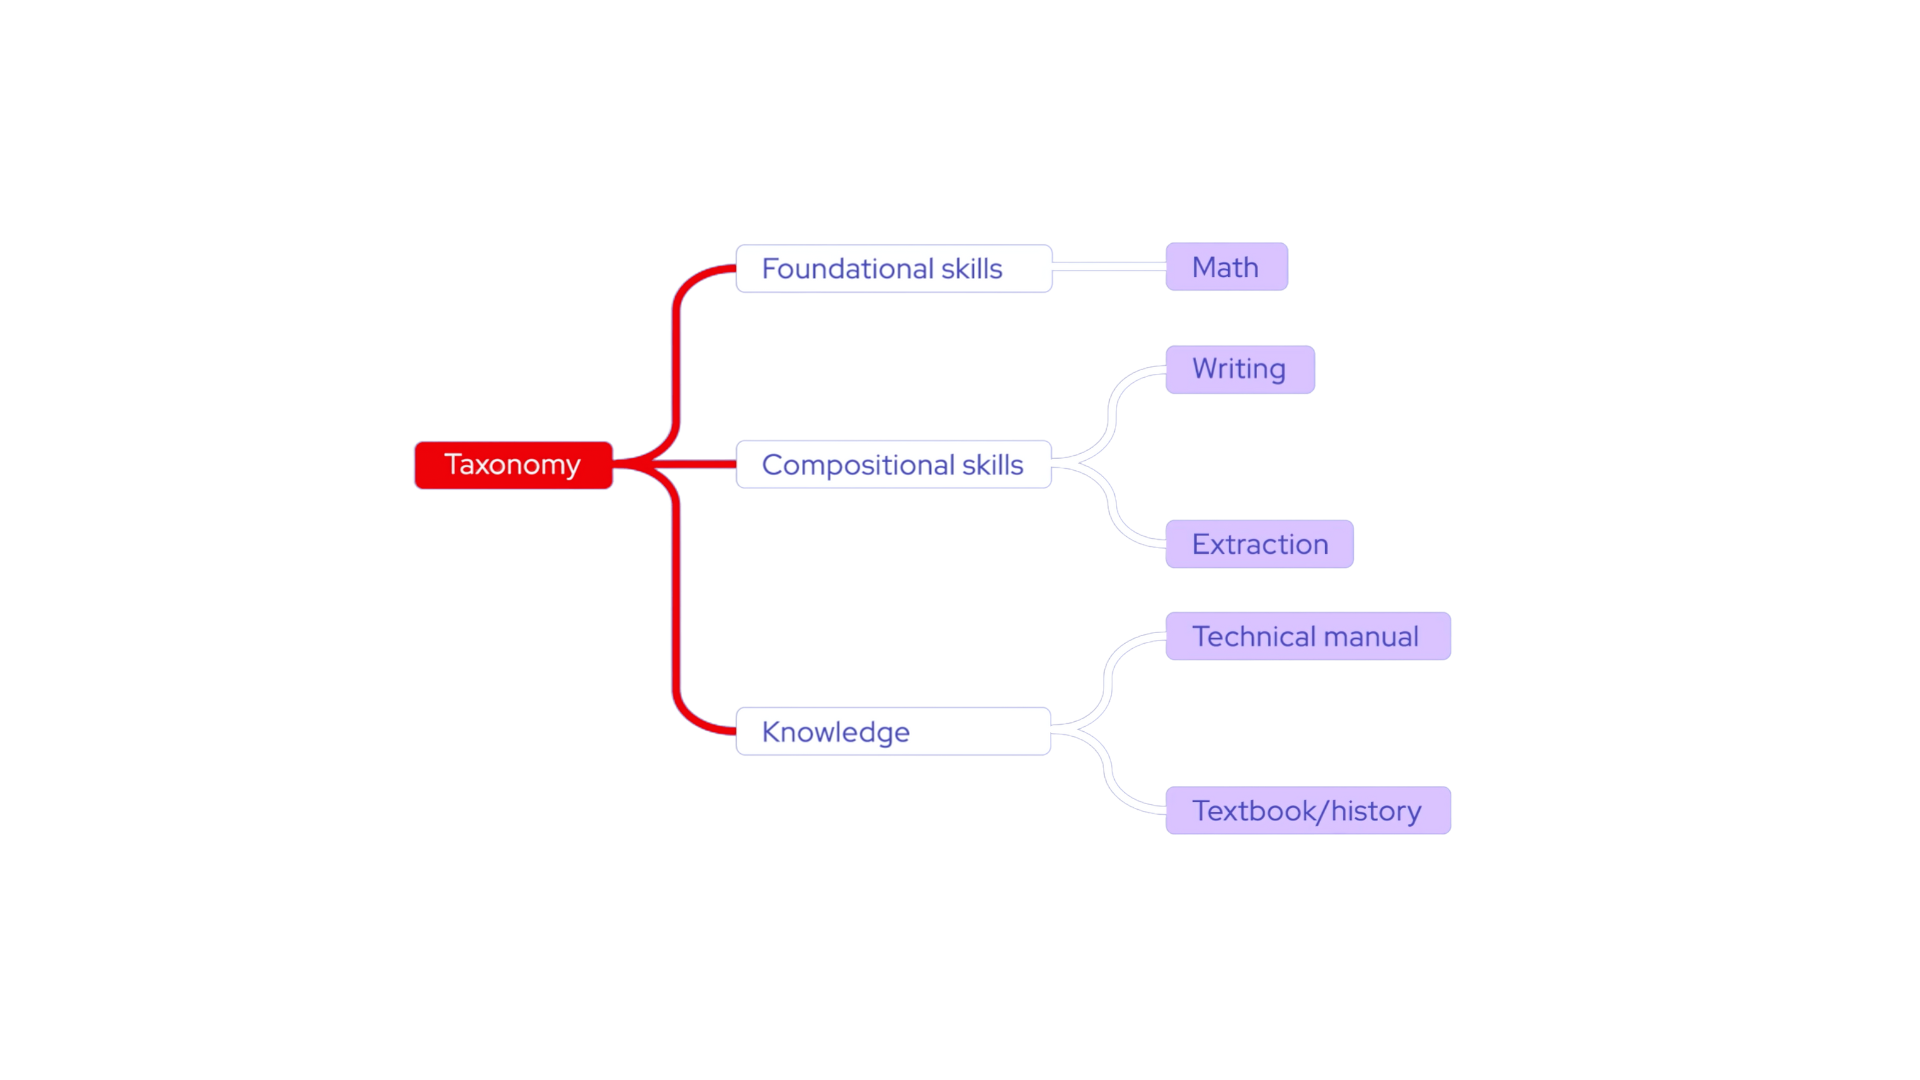 Taxonomy
Foundational skills
Math
Compositional skills
Writing
Extraction
Knowledge
Technical manual
Textbook/history